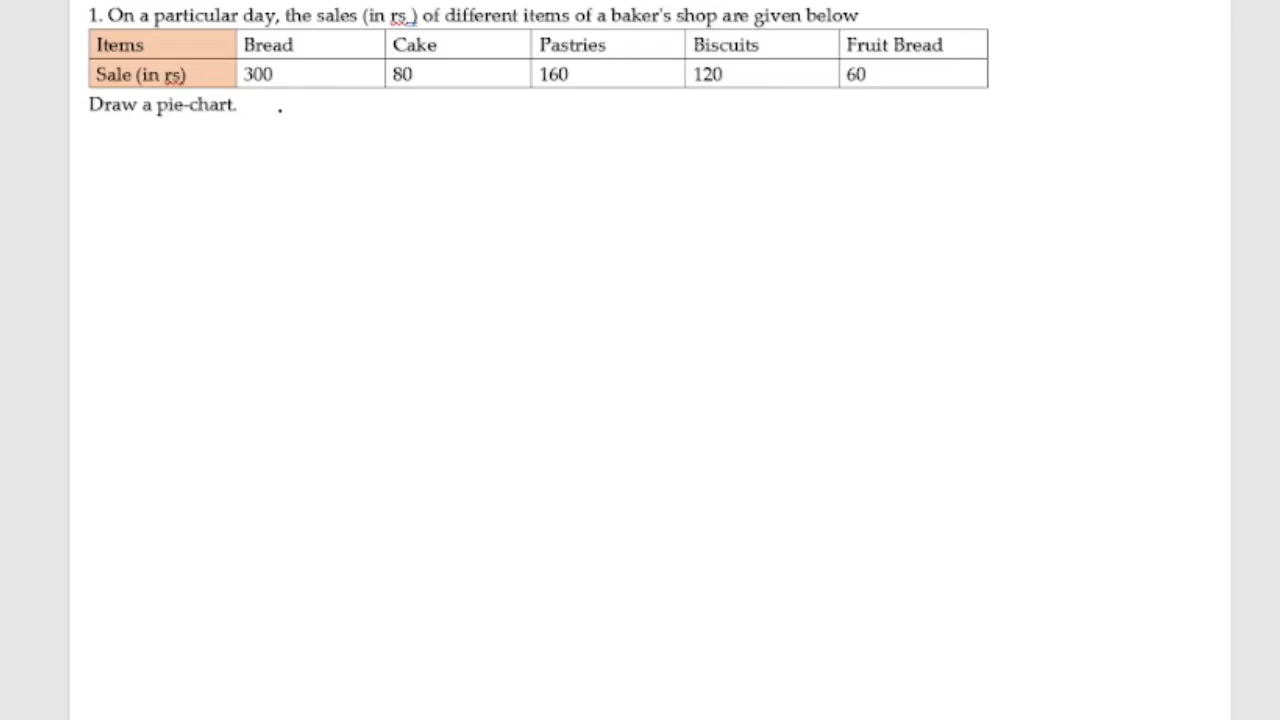 1. On a particular day, the sales (in rs.) of different items of a baker's shop are given below
Items Bread Cake Pastries Biscuits Fruit Bread
Sale (in rs) 300 80 160 120 60
Draw a pie-chart.